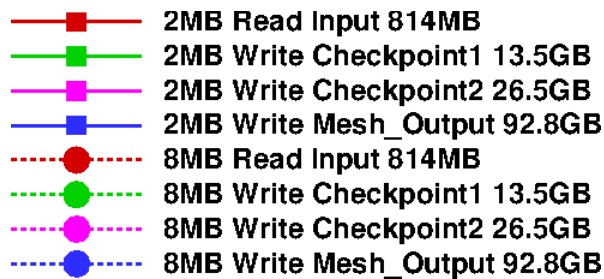 2MB Read Input 814MB
2MB Write Checkpoint1 13.5GB
2MB Write Checkpoint2 26.5GB
2MB Write Mesh_Output 92.8GB
8MB Read Input 814MB
8MB Write Checkpoint1 13.5GB
8MB Write Checkpoint2 26.5GB
8MB Write Mesh_Output 92.8GB